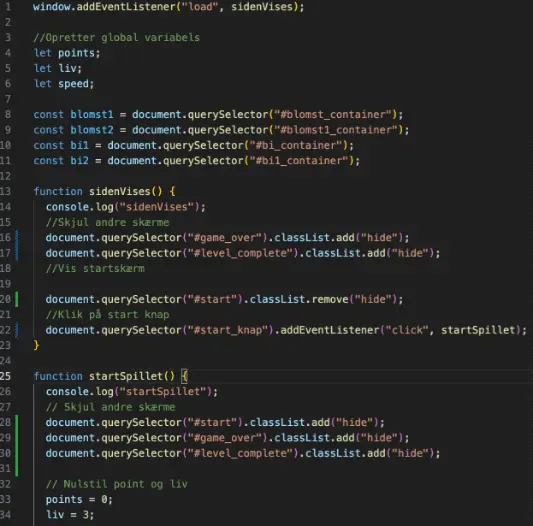 1 window.addEventListener("load", sidenVises);
2
3 //Opretter global variabels
4 let points;
5 let liv;
6 let speed;
7
8 const blomst1 = document.querySelector("#blomst_container");
9 const blomst2 = document.querySelector("#blomst1_container");
10 const bi1 = document.querySelector("#bi_container");
11 const bi2 = document.querySelector("#bi1_container");
12
13 function sidenVises() {
14 console.log("sidenVises");
15 //Skjul andre skærme
16 document.querySelector("#game_over").classList.add("hide");
17 document.querySelector("#level_complete").classList.add("hide");
18 //Vis startskærm
19
20 document.querySelector("#start").classList.remove("hide");
21 //Klik på start knap
22 document.querySelector("#start_knap").addEventListener("click", startSpillet);
23 }
24
25 function startSpillet() {
26 console.log("startSpillet");
27 // Skjul andre skærme
28 document.querySelector("#start").classList.add("hide");
29 document.querySelector("#game_over").classList.add("hide");
30 document.querySelector("#level_complete").classList.add("hide");
31
32 // Nulstil point og liv
33 points = 0;
34 liv = 3;